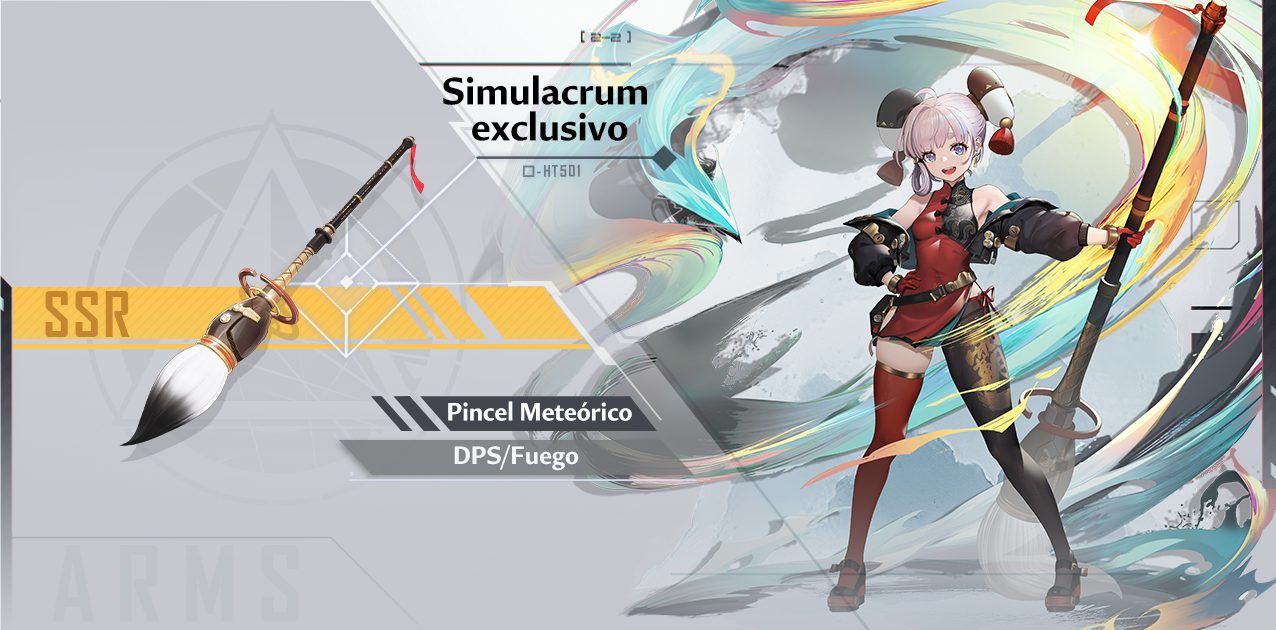 [ 2-2 ]
Simulacrum
exclusivo
-HT501
SSR
Pincel Meteórico
DPS/Fuego
ARMS